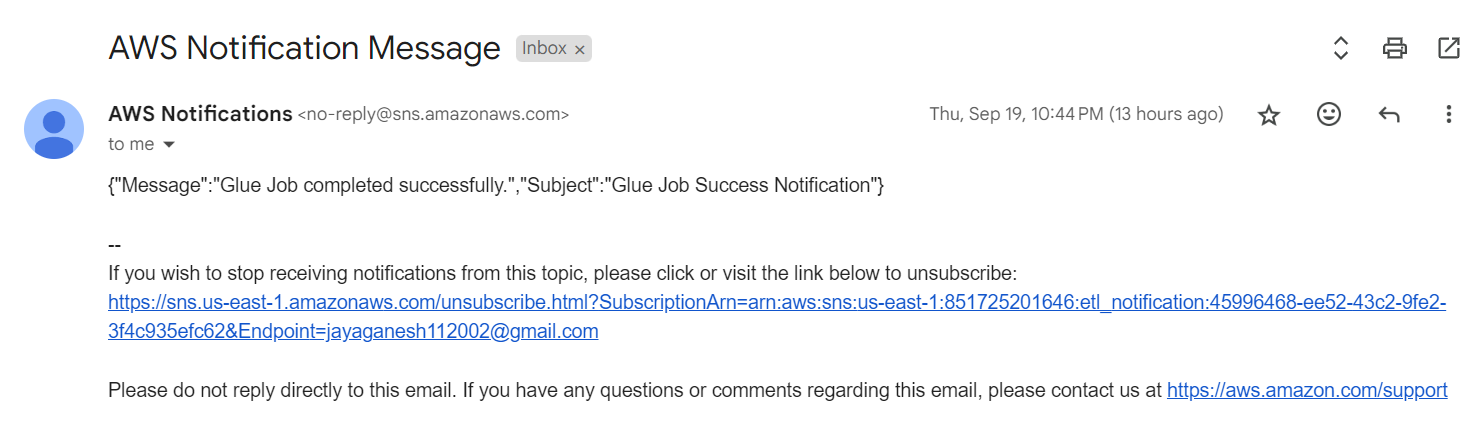 AWS Notification Message Inbox ×
AWS Notifications <no-reply@sns.amazonaws.com> Thu, Sep 19, 10:44 PM (13 hours ago)
to me
{"Message":"Glue Job completed successfully.","Subject":"Glue Job Success Notification"}
--
If you wish to stop receiving notifications from this topic, please click or visit the link below to unsubscribe:
https://sns.us-east-1.amazonaws.com/unsubscribe.html?SubscriptionArn=arn:aws:sns:us-east-1:851725201646:etl_notification:45996468-ee52-43c2-9fe2-
3f4c935efc62&Endpoint=jayaganesh112002@gmail.com
Please do not reply directly to this email. If you have any questions or comments regarding this email, please contact us at https://aws.amazon.com/support